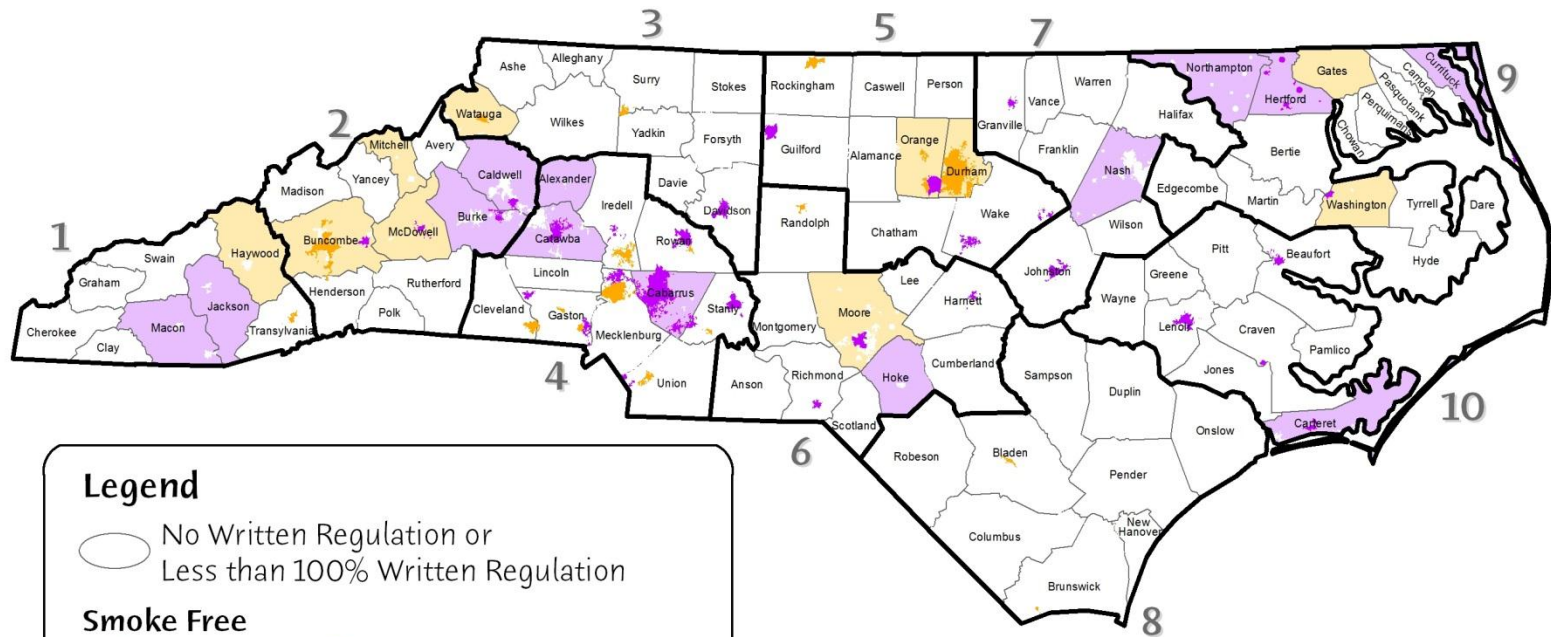 3
5
7
9
2
1
4
6
10
8
Ashe
Alleghany
Surry
Stokes
Rockingham
Caswell
Person
Granville
Vance
Warren
Northampton
Hertford
Gates
Camden
Currituck
Pasquotank
Perquimans
Chowan
Halifax
Bertie
Watauga
Wilkes
Yadkin
Forsyth
Guilford
Alamance
Orange
Durham
Franklin
Nash
Edgecombe
Martin
Washington
Tyrrell
Dare
Mitchell
Avery
Caldwell
Alexander
Iredell
Davie
Davidson
Randolph
Chatham
Wake
Wilson
Pitt
Beaufort
Hyde
Madison
Yancey
Burke
McDowell
Catawba
Rowan
Buncombe
Haywood
Swain
Graham
Jackson
Macon
Cherokee
Clay
Transylvania
Henderson
Polk
Rutherford
Cleveland
Lincoln
Gaston
Mecklenburg
Cabarrus
Stanly
Union
Anson
Montgomery
Richmond
Moore
Lee
Harnett
Johnston
Wayne
Greene
Lenoir
Craven
Pamlico
Jones
Carteret
Hoke
Cumberland
Scotland
Sampson
Duplin
Onslow
Robeson
Bladen
Pender
Columbus
New
Hanover
Brunswick
Legend
No Written Regulation or
Less than 100% Written Regulation
Smoke Free